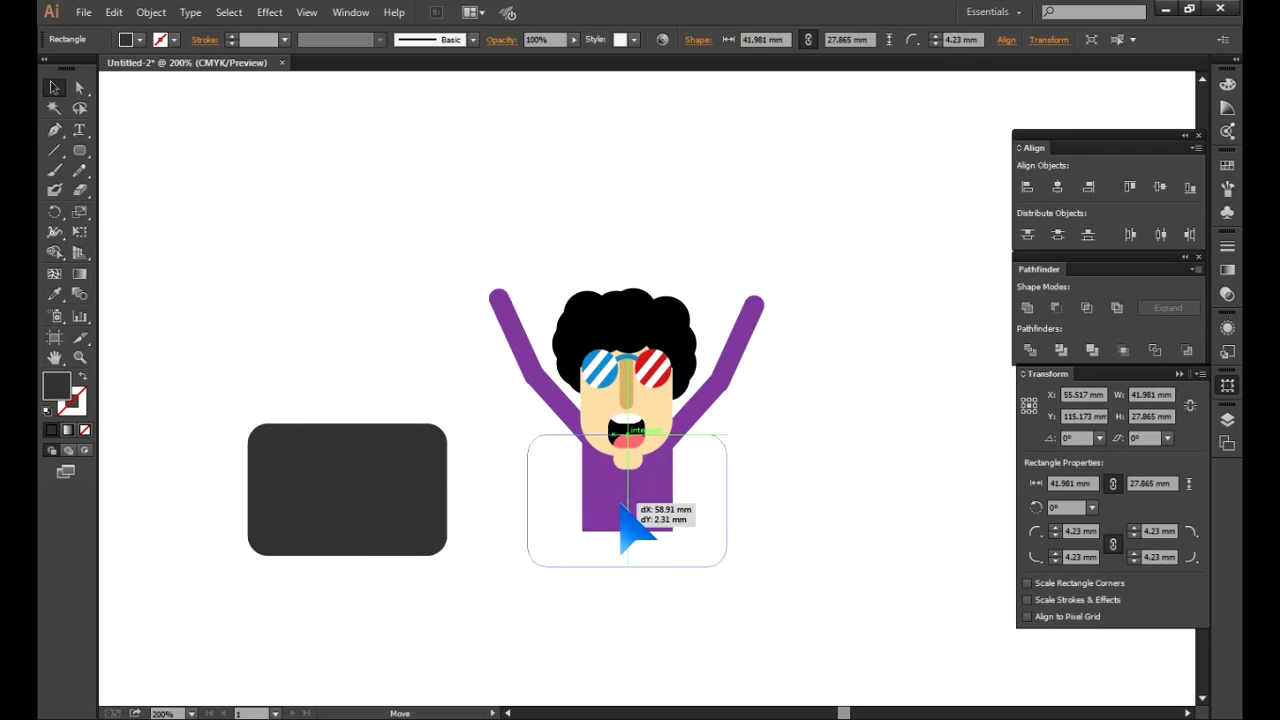 Ai File Edit Object Type Select Effect View Window Help Br Essentials
Rectangle Stroke: Basic Opacity: 100% Style: Shape: 41.981 mm 27.865 mm 4.23 mm Align Transform
Untitled-2* @ 200% (CMYK/Preview) ×
Align
Align Objects:
Distribute Objects:
Pathfinder
Shape Modes:
Expand
Pathfinders:
Transform
X: 55.517 mm W: 41.981 mm
Y: 115.173 mm H: 27.865 mm
0° 0°
Rectangle Properties:
41.981 mm 27.865 mm
0°
4.23 mm 4.23 mm
4.23 mm 4.23 mm
Scale Rectangle Corners
Scale Strokes & Effects
Align to Pixel Grid
dX: 58.91 mm
dY: 2.31 mm
200% 1 Move